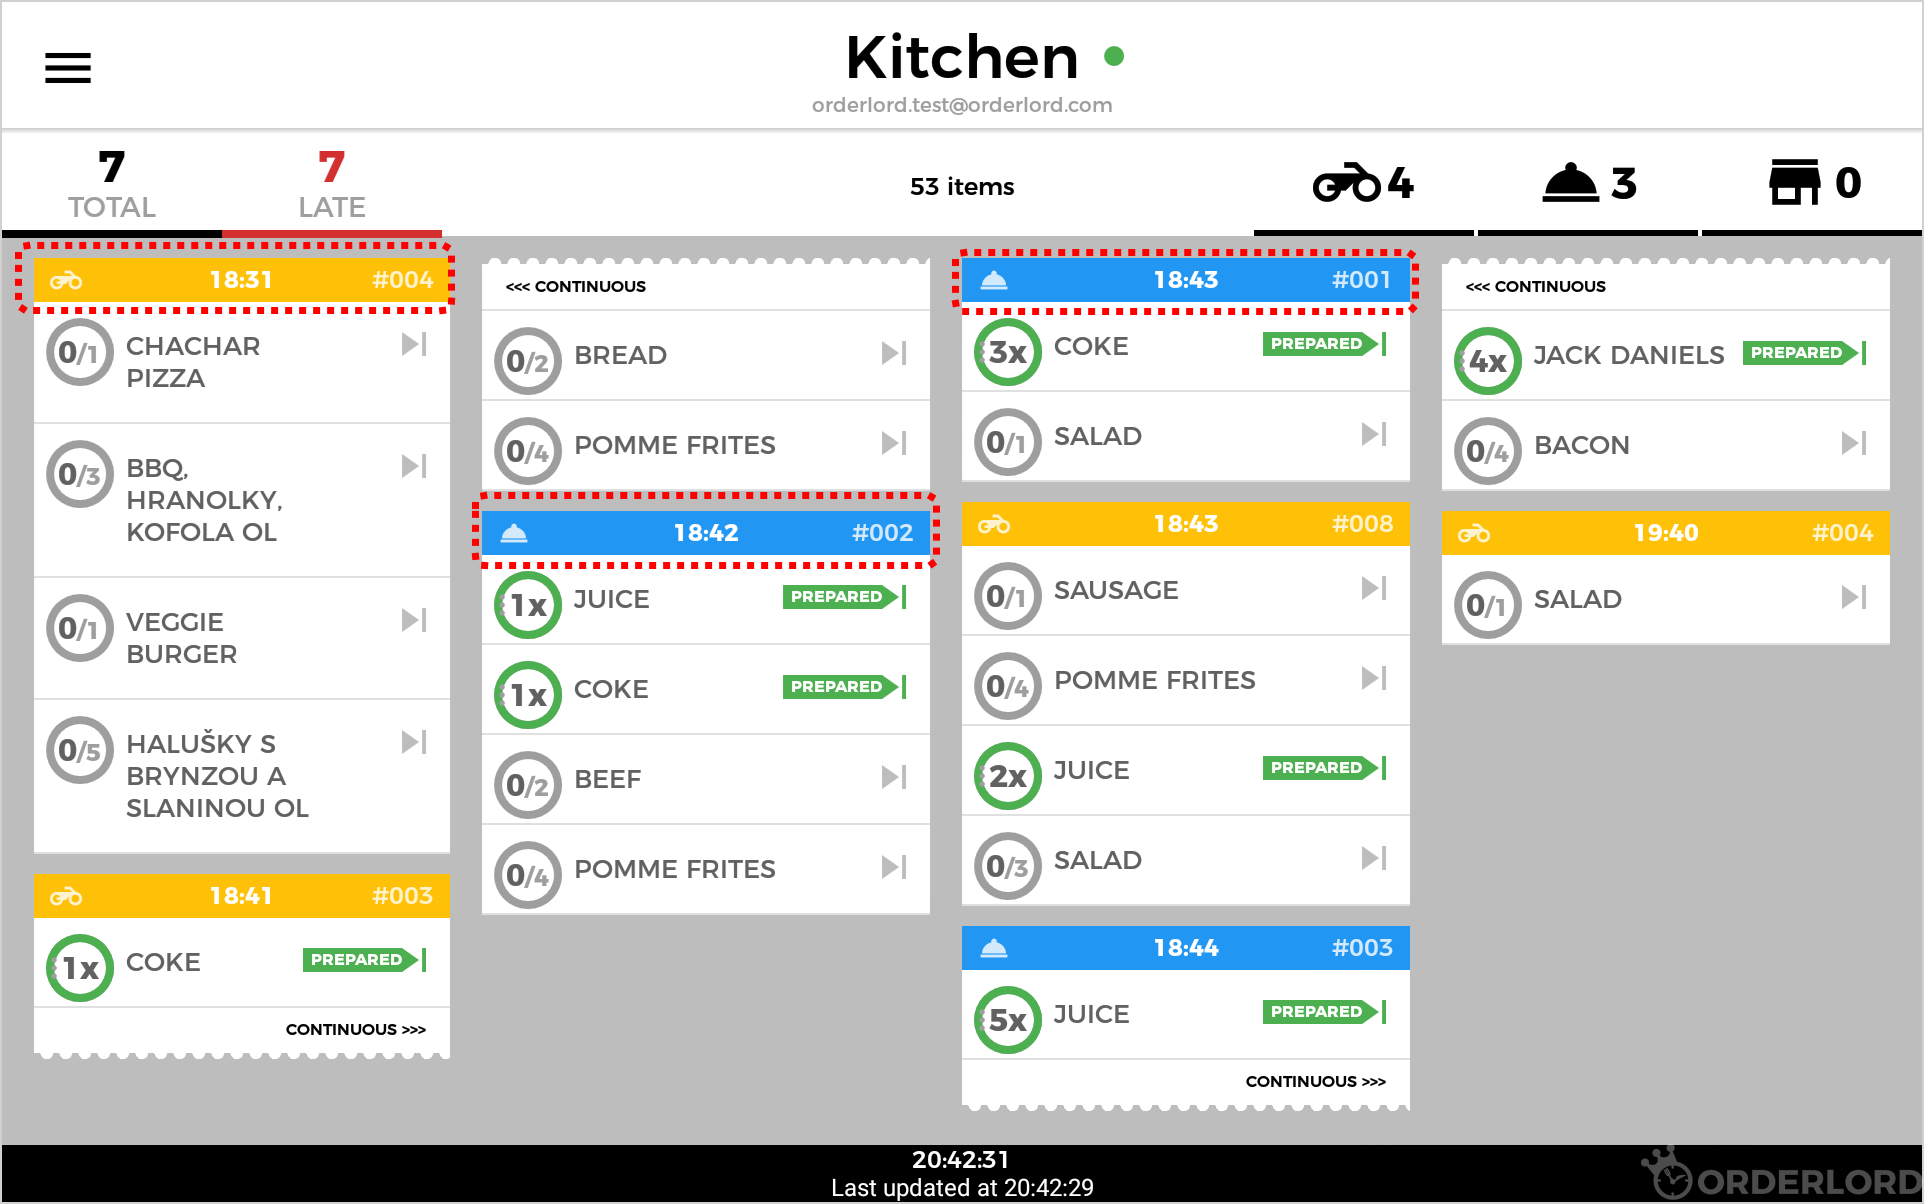 Kitchen
orderlord.test@orderlord.com
7
TOTAL
7
LATE
53 items
4
3
0
18:31 #004
0/1 CHACHAR
PIZZA
0/3 BBQ,
HRANOLKY,
KOFOLA OL
0/1 VEGGIE
BURGER
0/5 HALUŠKY S
BRYNZOU A
SLANINOU OL
18:41 #003
1x COKE PREPARED
CONTINUOUS >>>
<<< CONTINUOUS
0/2 BREAD
0/4 POMME FRITES
18:42 #002
1x JUICE PREPARED
1x COKE PREPARED
0/2 BEEF
0/4 POMME FRITES
18:43 #001
3x COKE PREPARED
0/1 SALAD
18:43 #008
0/1 SAUSAGE
0/4 POMME FRITES
2x JUICE PREPARED
0/3 SALAD
18:44 #003
5x JUICE PREPARED
CONTINUOUS >>>
<<< CONTINUOUS
4x JACK DANIELS PREPARED
0/4 BACON
19:40 #004
0/1 SALAD
20:42:31
Last updated at 20:42:29
ORDERLORD